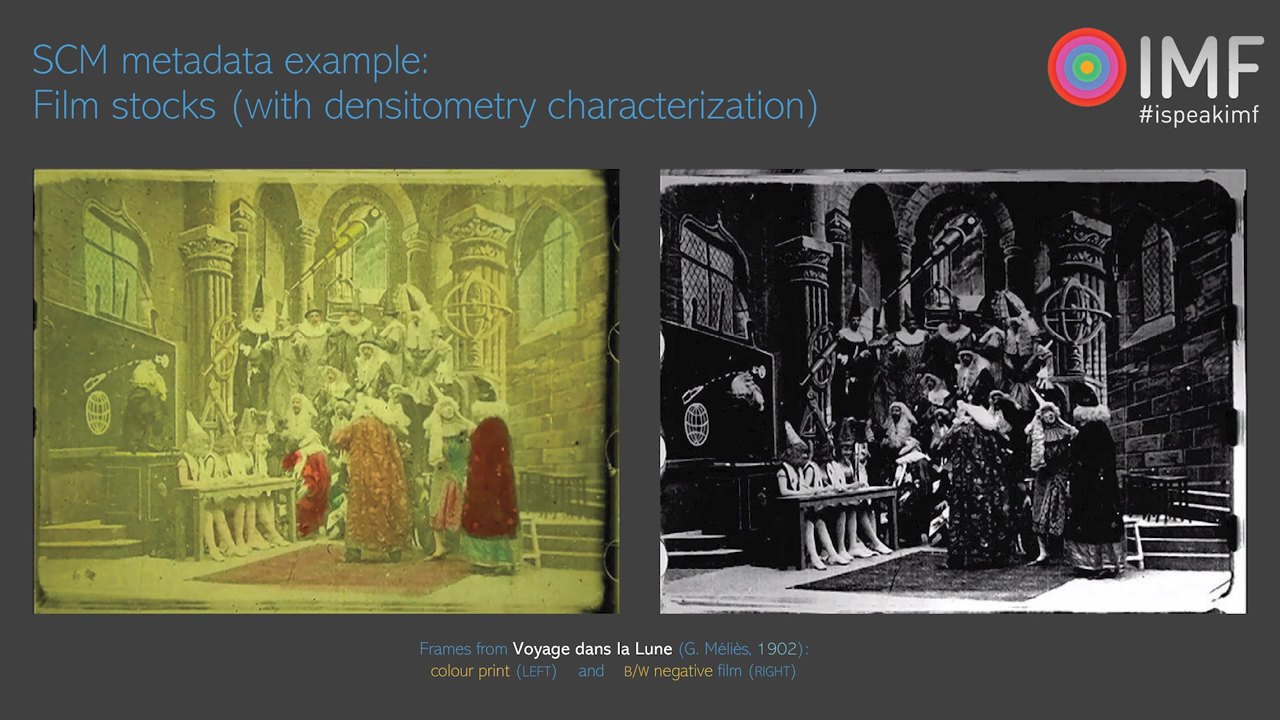 SCM metadata example:
Film stocks (with densitometry characterization)
IMF
#ispeakimf
Frames from Voyage dans la Lune (G. Méliès, 1902):
colour print (LEFT) and B/W negative film (RIGHT)